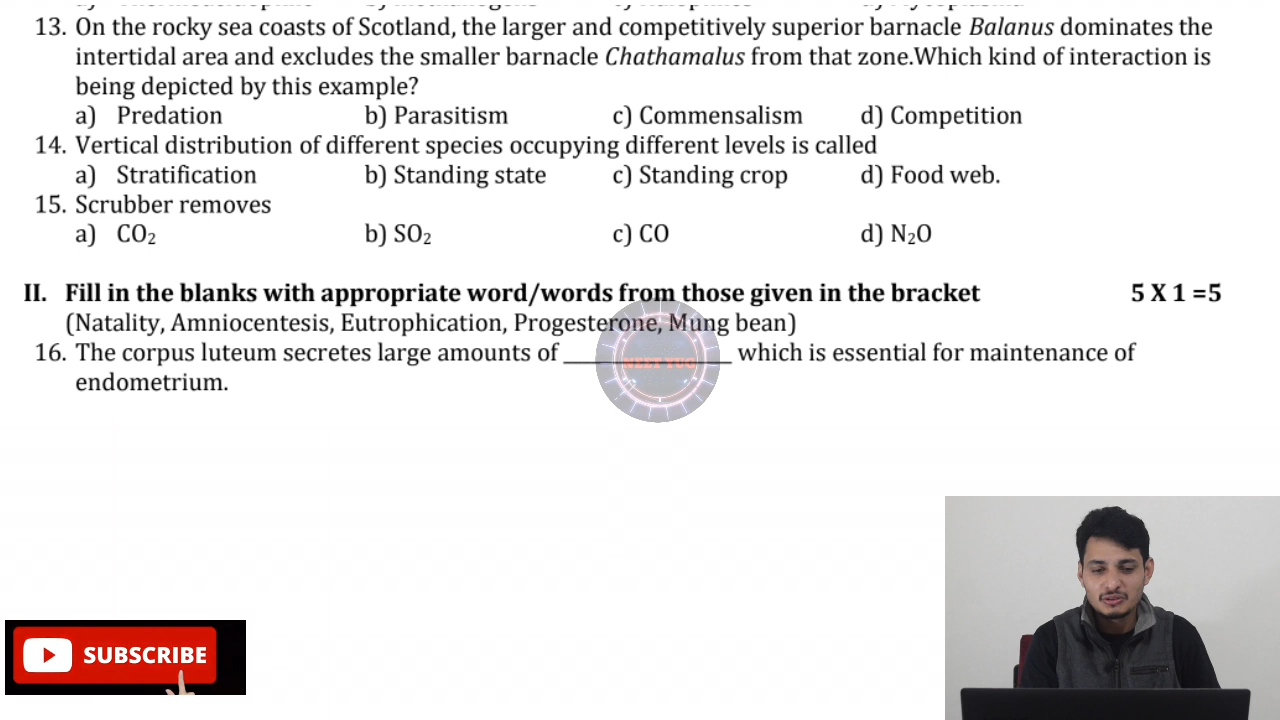 13. On the rocky sea coasts of Scotland, the larger and competitively superior barnacle Balanus dominates the
intertidal area and excludes the smaller barnacle Chathamalus from that zone.Which kind of interaction is
being depicted by this example?
a) Predation b) Parasitism c) Commensalism d) Competition
14. Vertical distribution of different species occupying different levels is called
a) Stratification b) Standing state c) Standing crop d) Food web.
15. Scrubber removes
a) CO₂ b) SO₂ c) CO d) N₂O
II. Fill in the blanks with appropriate word/words from those given in the bracket 5 X 1 =5
(Natality, Amniocentesis, Eutrophication, Progesterone, Mung bean)
16. The corpus luteum secretes large amounts of ____________ which is essential for maintenance of
endometrium.
NEET YUG
SUBSCRIBE